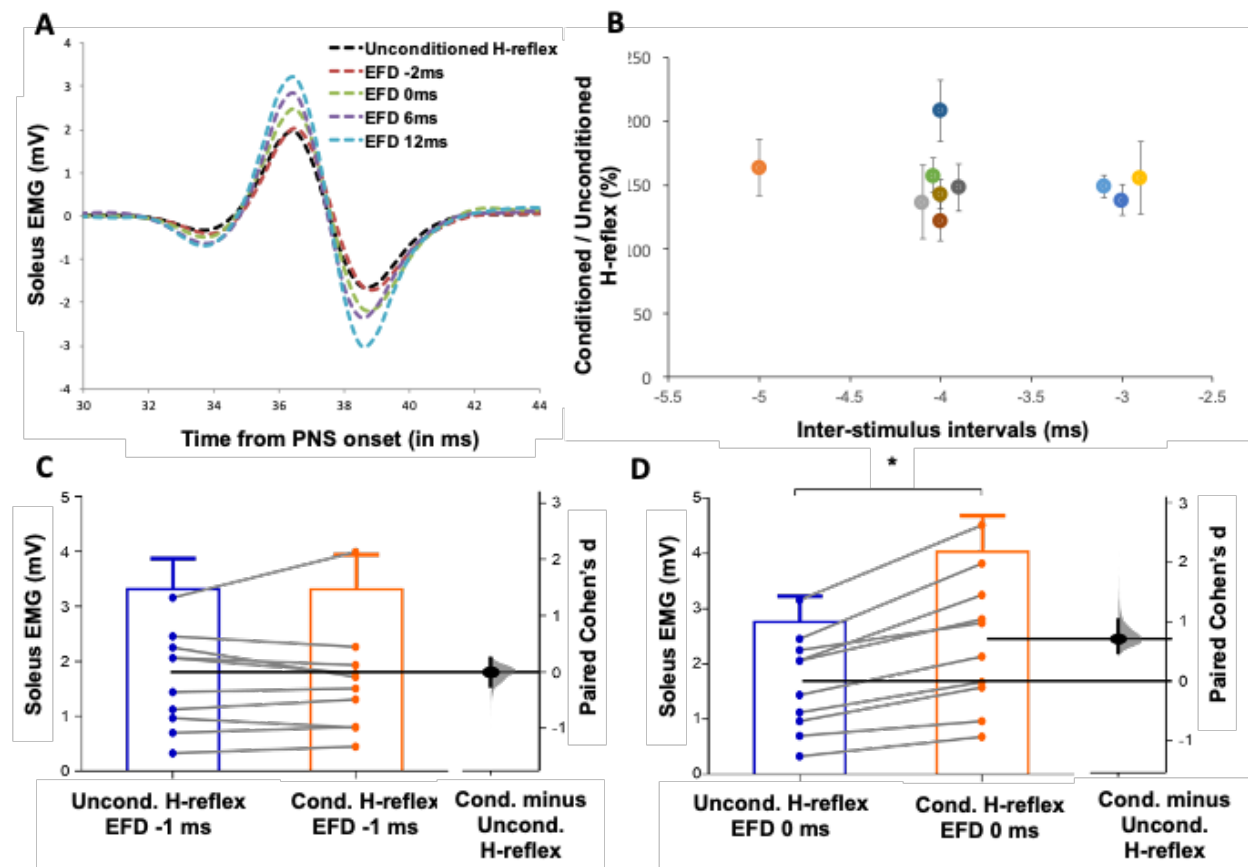 A
Unconditioned H-reflex
EFD -2ms
EFD 0ms
EFD 6ms
EFD 12ms
4
3
2
1
0
-1
-2
-3
-4
Soleus EMG (mV)
30 32 34 36 38 40 42 44
Time from PNS onset (in ms)
B
250
200
150
100
50
0
Conditioned / Unconditioned
H-reflex (%)
-5.5 -5 -4.5 -4 -3.5 -3 -2.5
Inter-stimulus intervals (ms)
C
5
4
3
2
1
0
Soleus EMG (mV)
3
2
1
0
-1
Paired Cohen's d
Uncond. H-reflex
EFD -1 ms
Cond. H-reflex
EFD -1 ms
Cond. minus
Uncond.
H-reflex
D
*
5
4
3
2
1
0
Soleus EMG (mV)
3
2
1
0
-1
Paired Cohen's d
Uncond. H-reflex
EFD 0 ms
Cond. H-reflex
EFD 0 ms
Cond. minus
Uncond.
H-reflex